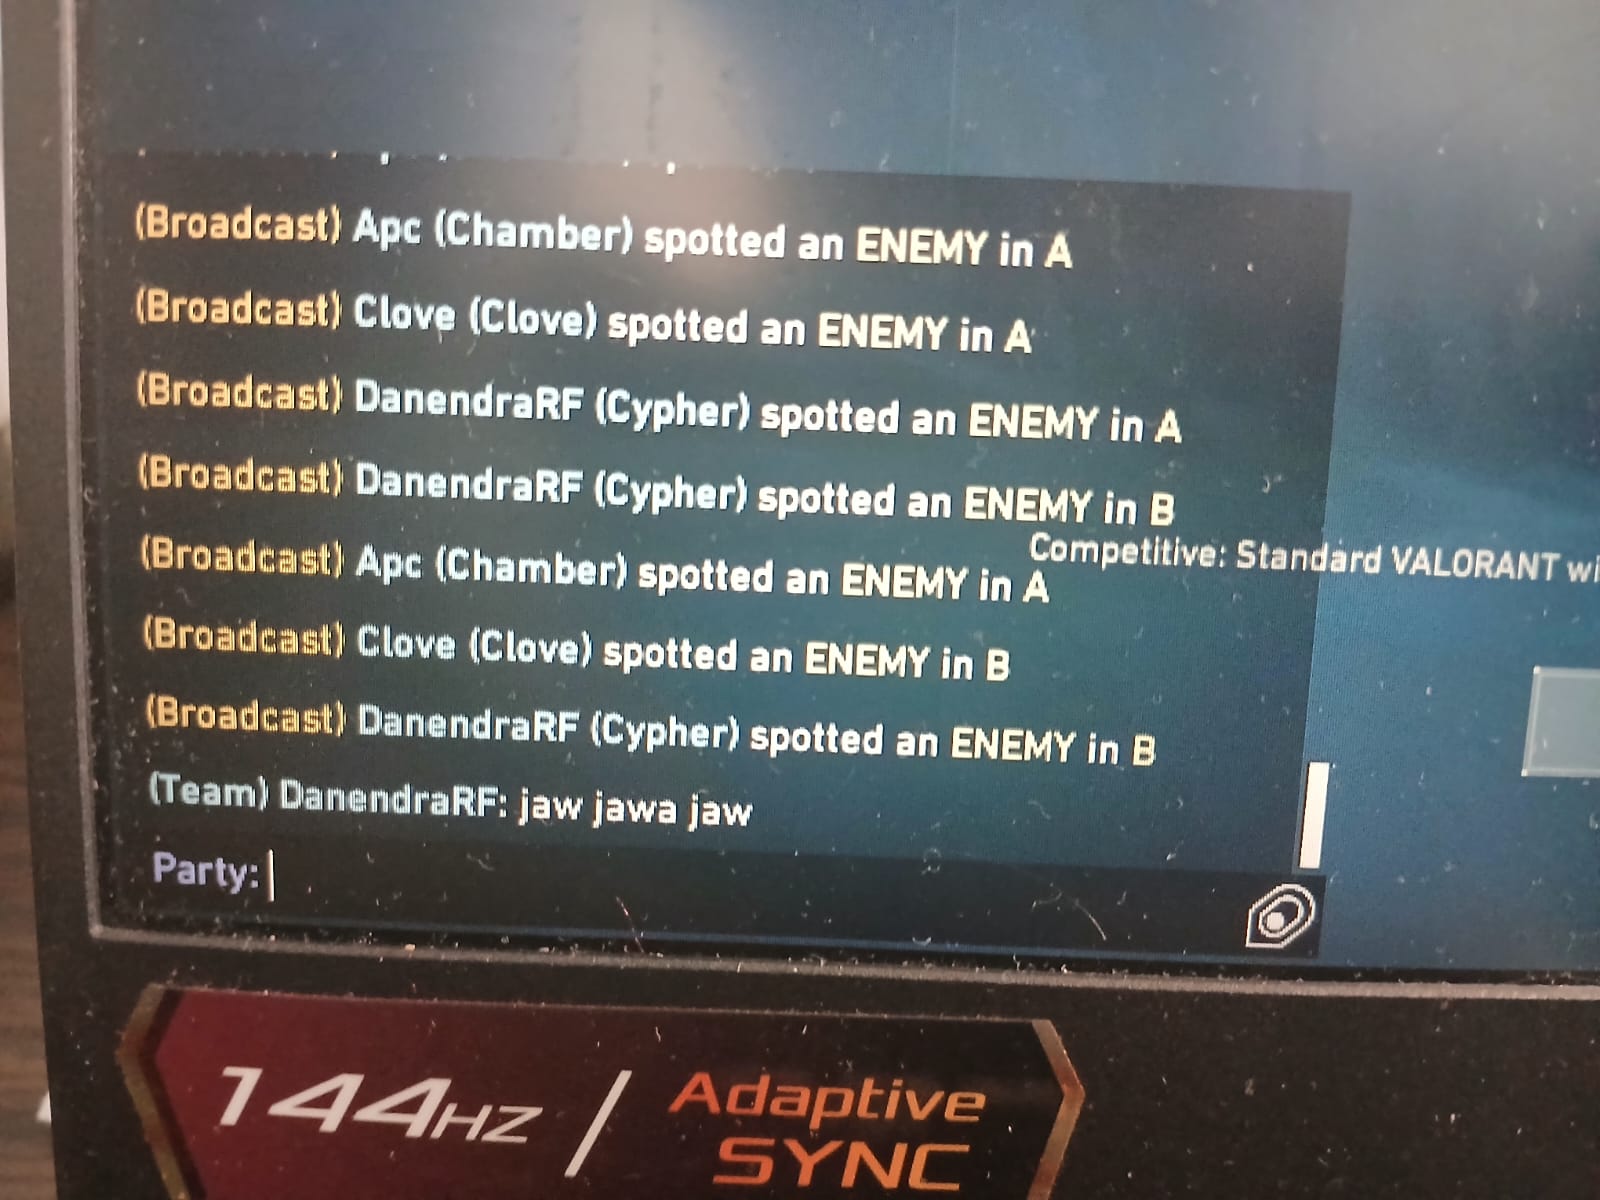 (Broadcast) Apc (Chamber) spotted an ENEMY in A
(Broadcast) Clove (Clove) spotted an ENEMY in A
(Broadcast) DanendraRF (Cypher) spotted an ENEMY in A
(Broadcast) DanendraRF (Cypher) spotted an ENEMY in B
Competitive: Standard VALORANT wi
(Broadcast) Apc (Chamber) spotted an ENEMY in A
(Broadcast) Clove (Clove) spotted an ENEMY in B
(Broadcast) DanendraRF (Cypher) spotted an ENEMY in B
(Team) DanendraRF: jaw jawa jaw
Party:
144HZ / Adaptive
SYNC